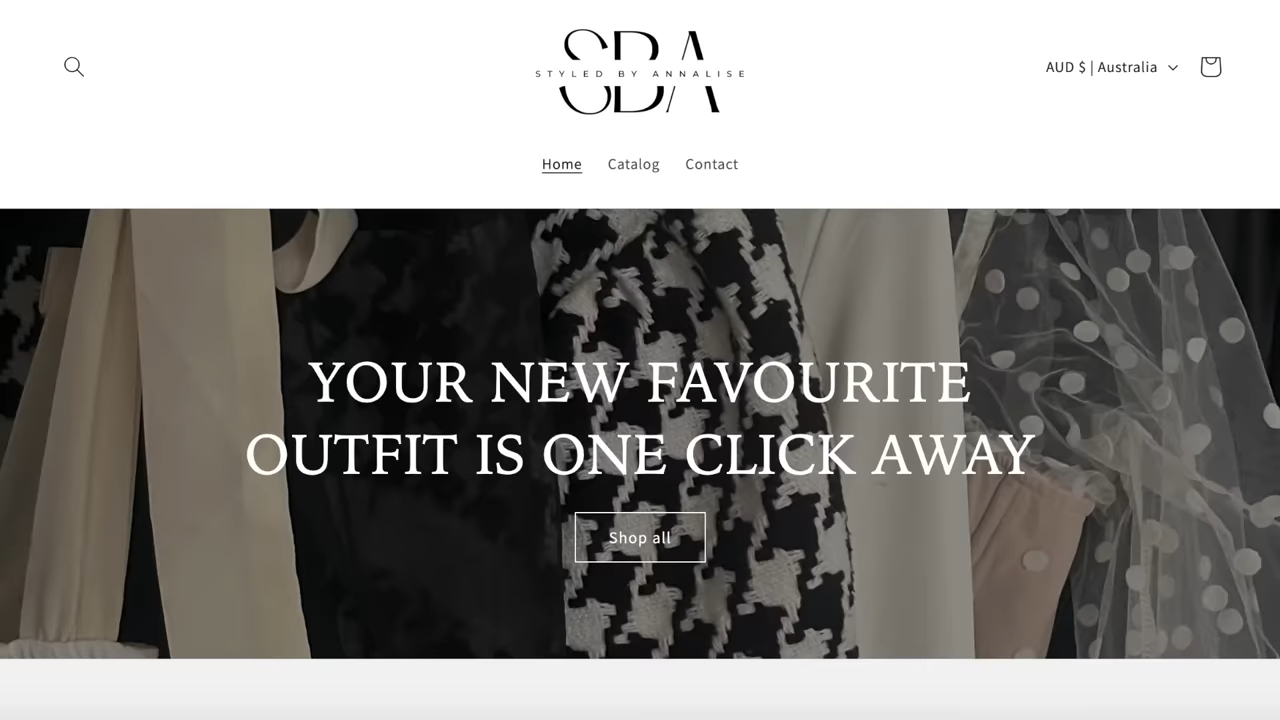 SBA
STYLED BY ANNALISE
AUD $ | Australia
Home Catalog Contact
YOUR NEW FAVOURITE
OUTFIT IS ONE CLICK AWAY
Shop all